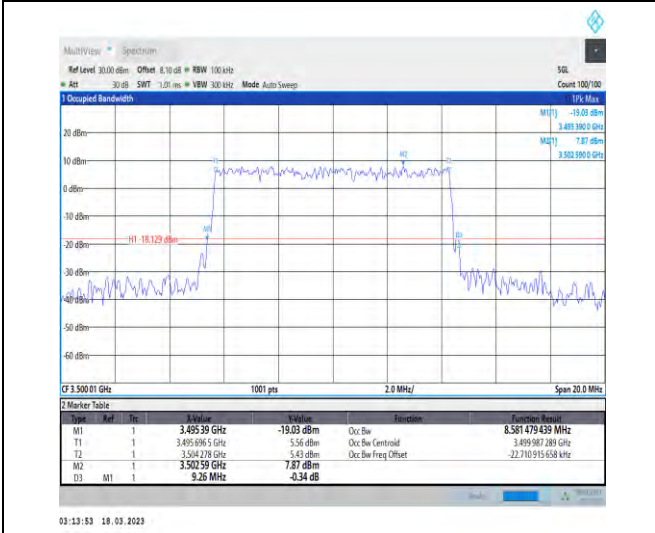 MultiView Spectrum
Ref Level 30.00 dBm Offset 8.10 dB RBW 100 kHz SGL
Att 30 dB SWT 1.01 ms VBW 300 kHz Mode Auto Sweep Count 100/100
1 Occupied Bandwidth 1Pk Max
M1[1] -19.03 dBm
3.495 390 0 GHz
20 dBm
M2[1] 7.87 dBm
3.502 590 0 GHz
10 dBm
T1 M2 T2
0 dBm
-10 dBm
M1 D3
H1 -18.129 dBm
-20 dBm
-30 dBm
-40 dBm
-50 dBm
-60 dBm
CF 3.500 01 GHz 1001 pts 2.0 MHz/ Span 20.0 MHz
2 Marker Table
Type Ref Trc X-Value Y-Value Function Function Result
M1 1 3.495 39 GHz -19.03 dBm Occ Bw 8.581 479 439 MHz
T1 1 3.495 696 5 GHz 5.56 dBm Occ Bw Centroid 3.499 987 289 GHz
T2 1 3.504 278 GHz 5.43 dBm Occ Bw Freq Offset -22.710 915 658 kHz
M2 1 3.502 59 GHz 7.87 dBm
D3 M1 1 9.26 MHz -0.34 dB
03:13:53 18.03.2023